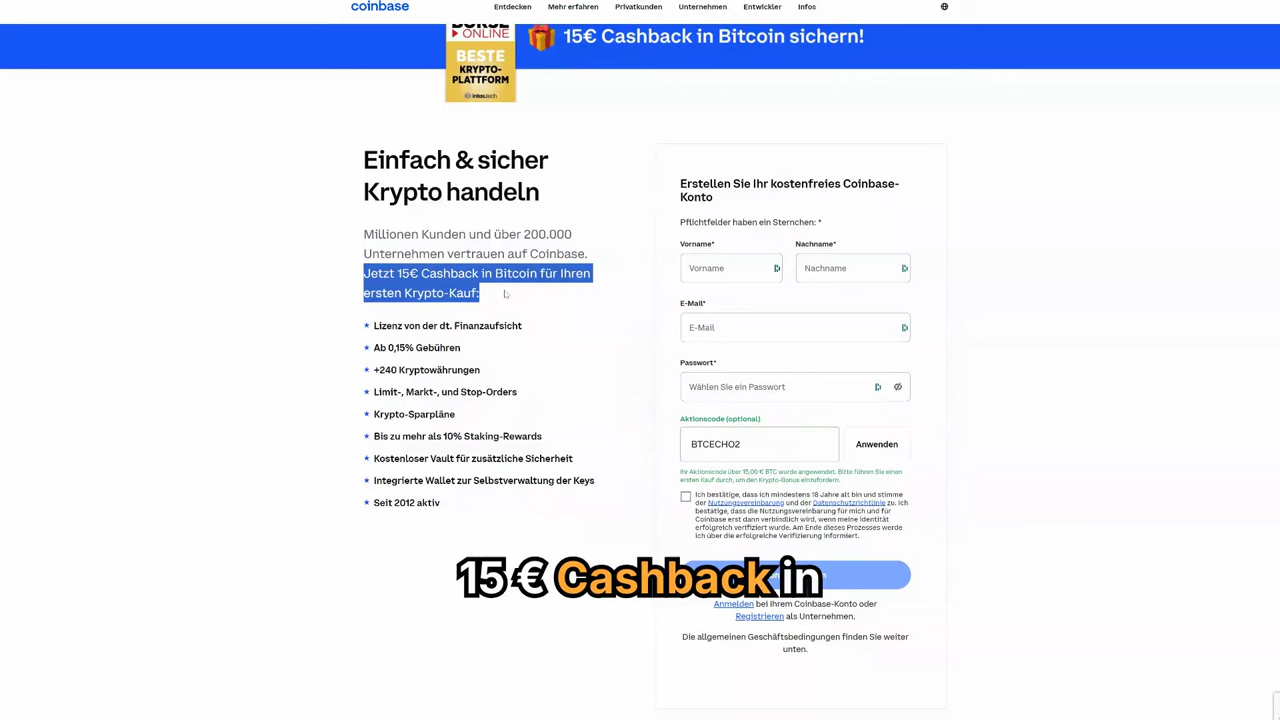 coinbase
Entdecken
Mehr erfahren
Privatkunden
Unternehmen
Entwickler
Infos
BÖRSE
ONLINE
BESTE
KRYPTO-
PLATTFORM
15€ Cashback in Bitcoin sichern!
Einfach & sicher
Krypto handeln
Millionen Kunden und über 200.000
Unternehmen vertrauen auf Coinbase.
Jetzt 15€ Cashback in Bitcoin für Ihren
ersten Krypto-Kauf:
Lizenz von der dt. Finanzaufsicht
Ab 0,15% Gebühren
+240 Kryptowährungen
Limit-, Markt-, und Stop-Orders
Krypto-Sparpläne
Bis zu mehr als 10% Staking-Rewards
Kostenloser Vault für zusätzliche Sicherheit
Integrierte Wallet zur Selbstverwaltung der Keys
Seit 2012 aktiv
Erstellen Sie Ihr kostenfreies Coinbase-
Konto
Pflichtfelder haben ein Sternchen: *
Vorname*
Nachname*
Vorname
Nachname
E-Mail*
E-Mail
Passwort*
Wählen Sie ein Passwort
Aktionscode (optional)
BTCECHO2
Anwenden
Ihr Aktionscode über 15,00 € BTC wurde angewendet. Bitte führen Sie einen
ersten Kauf durch, um den Krypto-Bonus einzufordern.
Ich bestätige, dass ich mindestens 18 Jahre alt bin und stimme
der Nutzungsvereinbarung und der Datenschutzrichtlinie zu. Ich
bestätige, dass die Nutzungsvereinbarung für mich und für
Coinbase erst dann verbindlich wird, wenn meine Identität
erfolgreich verifiziert wurde. Am Ende dieses Prozesses werde
ich über die erfolgreiche Verifizierung informiert.
15€ Cashback in
Anmelden bei Ihrem Coinbase-Konto oder
Registrieren als Unternehmen.
Die allgemeinen Geschäftsbedingungen finden Sie weiter
unten.